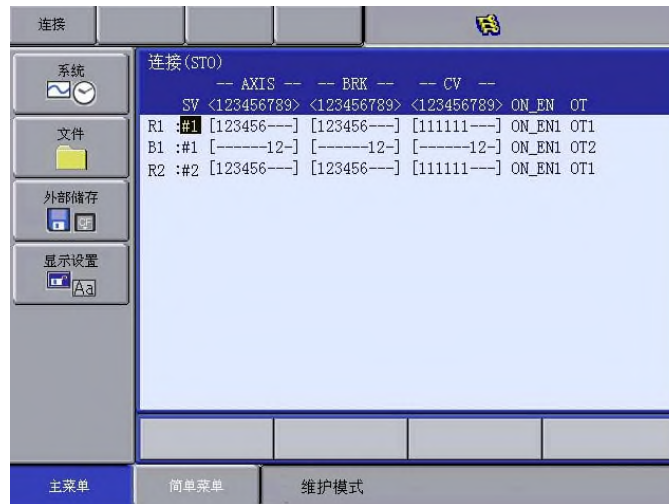 连接
系统
文件
外部储存
CF
显示设置
Aa
连接(STO)
-- AXIS -- -- BRK -- -- CV --
SV <123456789> <123456789> <123456789> ON_EN OT
R1 :#1 [123456---] [123456---] [111111---] ON_EN1 OT1
B1 :#1 [------12-] [------12-] [------12-] ON_EN1 OT2
R2 :#2 [123456---] [123456---] [111111---] ON_EN1 OT1
主菜单
简单菜单
维护模式